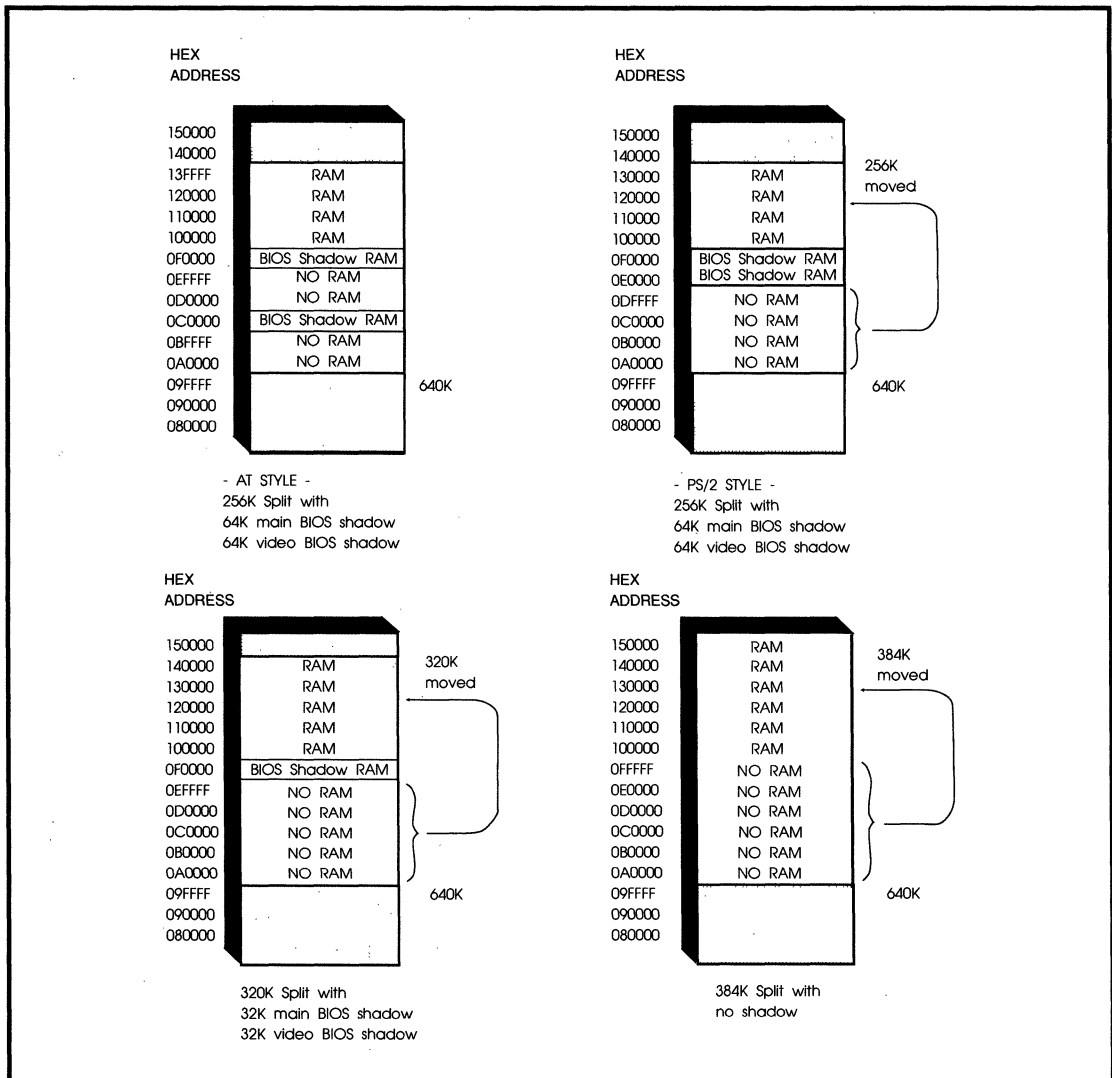 HEX
ADDRESS
150000
140000
13FFFF RAM
120000 RAM
110000 RAM
100000 RAM
0F0000 BIOS Shadow RAM
0EFFFF NO RAM
0D0000 NO RAM
0C0000 BIOS Shadow RAM
0BFFFF NO RAM
0A0000 NO RAM
09FFFF 640K
090000
080000
- AT STYLE -
256K Split with
64K main BIOS shadow
64K video BIOS shadow
HEX
ADDRESS
150000
140000
130000 RAM
120000 RAM
110000 RAM
100000 RAM
256K
moved
0F0000 BIOS Shadow RAM
0E0000 BIOS Shadow RAM
0DFFFF NO RAM
0C0000 NO RAM
0B0000 NO RAM
0A0000 NO RAM
09FFFF 640K
090000
080000
- PS/2 STYLE -
256K Split with
64K main BIOS shadow
64K video BIOS shadow
HEX
ADDRESS
150000
140000 RAM
130000 RAM
120000 RAM
110000 RAM
100000 RAM
320K
moved
0F0000 BIOS Shadow RAM
0EFFFF NO RAM
0D0000 NO RAM
0C0000 NO RAM
0B0000 NO RAM
0A0000 NO RAM
09FFFF 640K
090000
080000
320K Split with
32K main BIOS shadow
32K video BIOS shadow
HEX
ADDRESS
150000 RAM
140000 RAM
130000 RAM
120000 RAM
110000 RAM
100000 RAM
384K
moved
0FFFFF NO RAM
0E0000 NO RAM
0D0000 NO RAM
0C0000 NO RAM
0B0000 NO RAM
0A0000 NO RAM
09FFFF 640K
090000
080000
384K Split with
no shadow